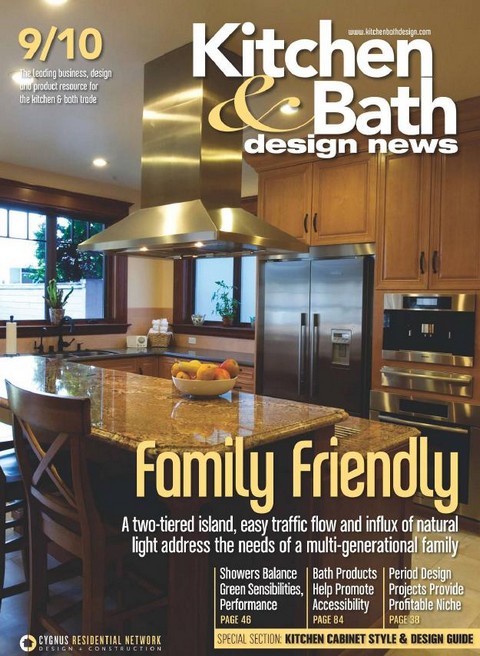 9/10
The leading business, design
and product resource for
the kitchen & bath trade
www.kitchenbathdesign.com
Kitchen
& Bath
design news
Family Friendly
A two-tiered island, easy traffic flow and influx of natural
light address the needs of a multi-generational family
Showers Balance
Green Sensibilities,
Performance
PAGE 46
Bath Products
Help Promote
Accessibility
PAGE 84
Period Design
Projects Provide
Profitable Niche
PAGE 38
CYGNUS RESIDENTIAL NETWORK
DESIGN + CONSTRUCTION
SPECIAL SECTION: KITCHEN CABINET STYLE & DESIGN GUIDE